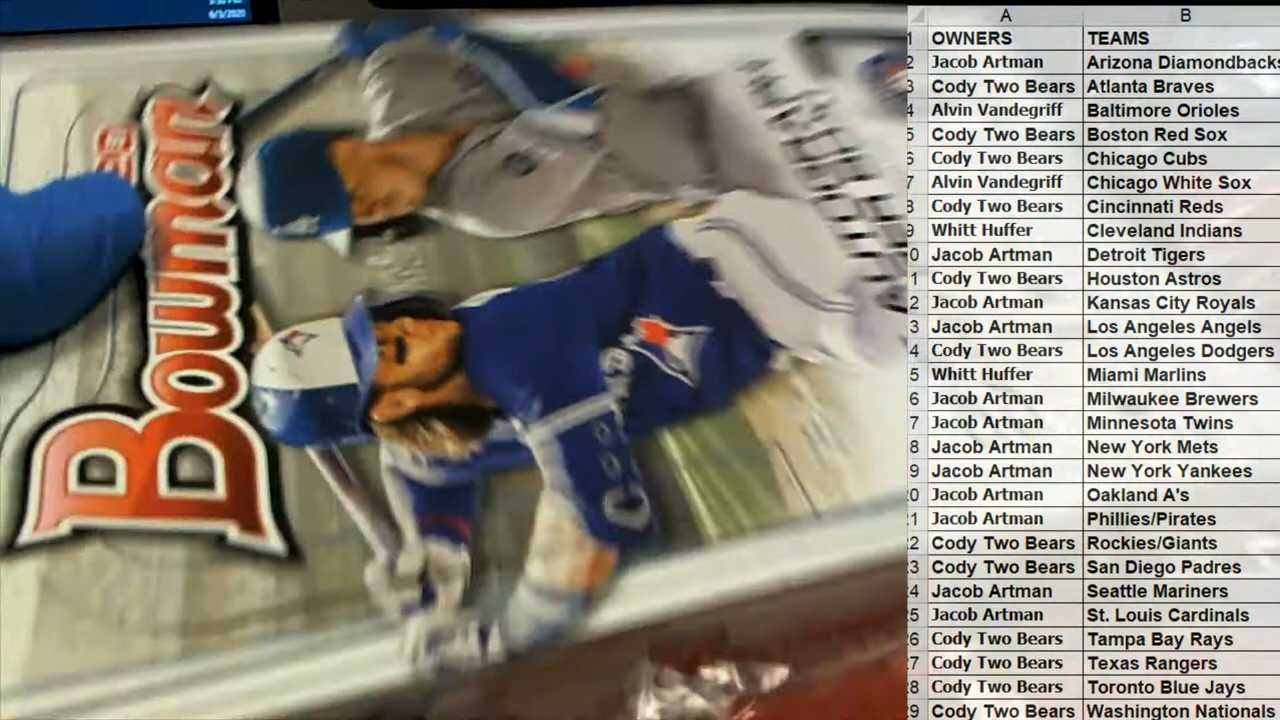 6/3/2020
Bowman
A B
1 OWNERS TEAMS
2 Jacob Artman Arizona Diamondbacks
3 Cody Two Bears Atlanta Braves
4 Alvin Vandegriff Baltimore Orioles
5 Cody Two Bears Boston Red Sox
6 Cody Two Bears Chicago Cubs
7 Alvin Vandegriff Chicago White Sox
8 Cody Two Bears Cincinnati Reds
9 Whitt Huffer Cleveland Indians
0 Jacob Artman Detroit Tigers
1 Cody Two Bears Houston Astros
2 Jacob Artman Kansas City Royals
3 Jacob Artman Los Angeles Angels
4 Cody Two Bears Los Angeles Dodgers
5 Whitt Huffer Miami Marlins
6 Jacob Artman Milwaukee Brewers
7 Jacob Artman Minnesota Twins
8 Jacob Artman New York Mets
9 Jacob Artman New York Yankees
0 Jacob Artman Oakland A's
1 Jacob Artman Phillies/Pirates
2 Cody Two Bears Rockies/Giants
3 Cody Two Bears San Diego Padres
4 Jacob Artman Seattle Mariners
5 Jacob Artman St. Louis Cardinals
6 Cody Two Bears Tampa Bay Rays
7 Cody Two Bears Texas Rangers
8 Cody Two Bears Toronto Blue Jays
9 Cody Two Bears Washington Nationals